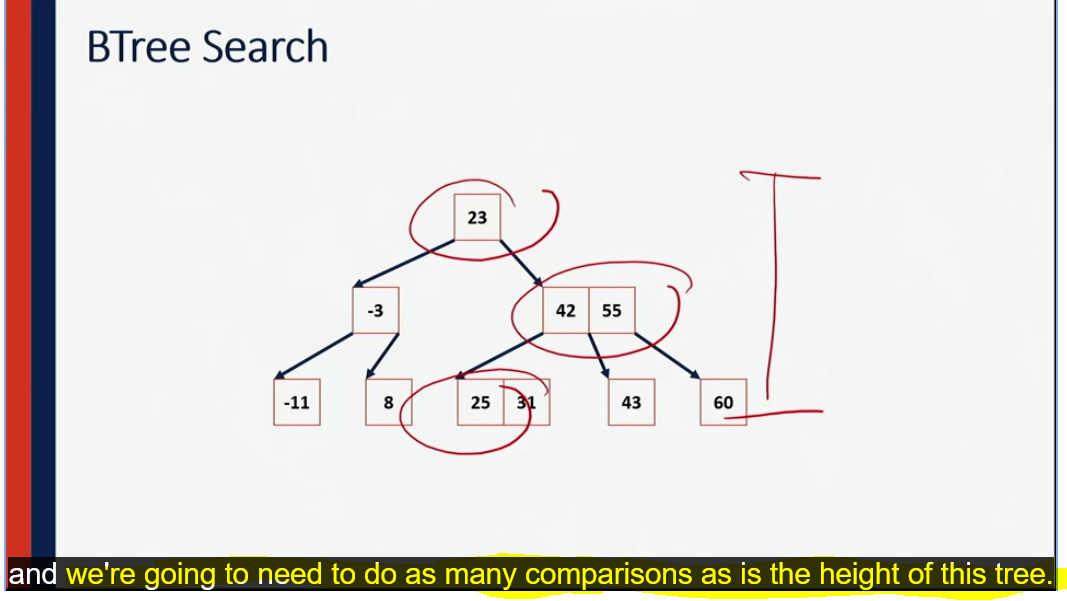 BTree Search
23
-3 42 55
-11 8 25 31 43 60
and we're going to need to do as many comparisons as is the height of this tree.